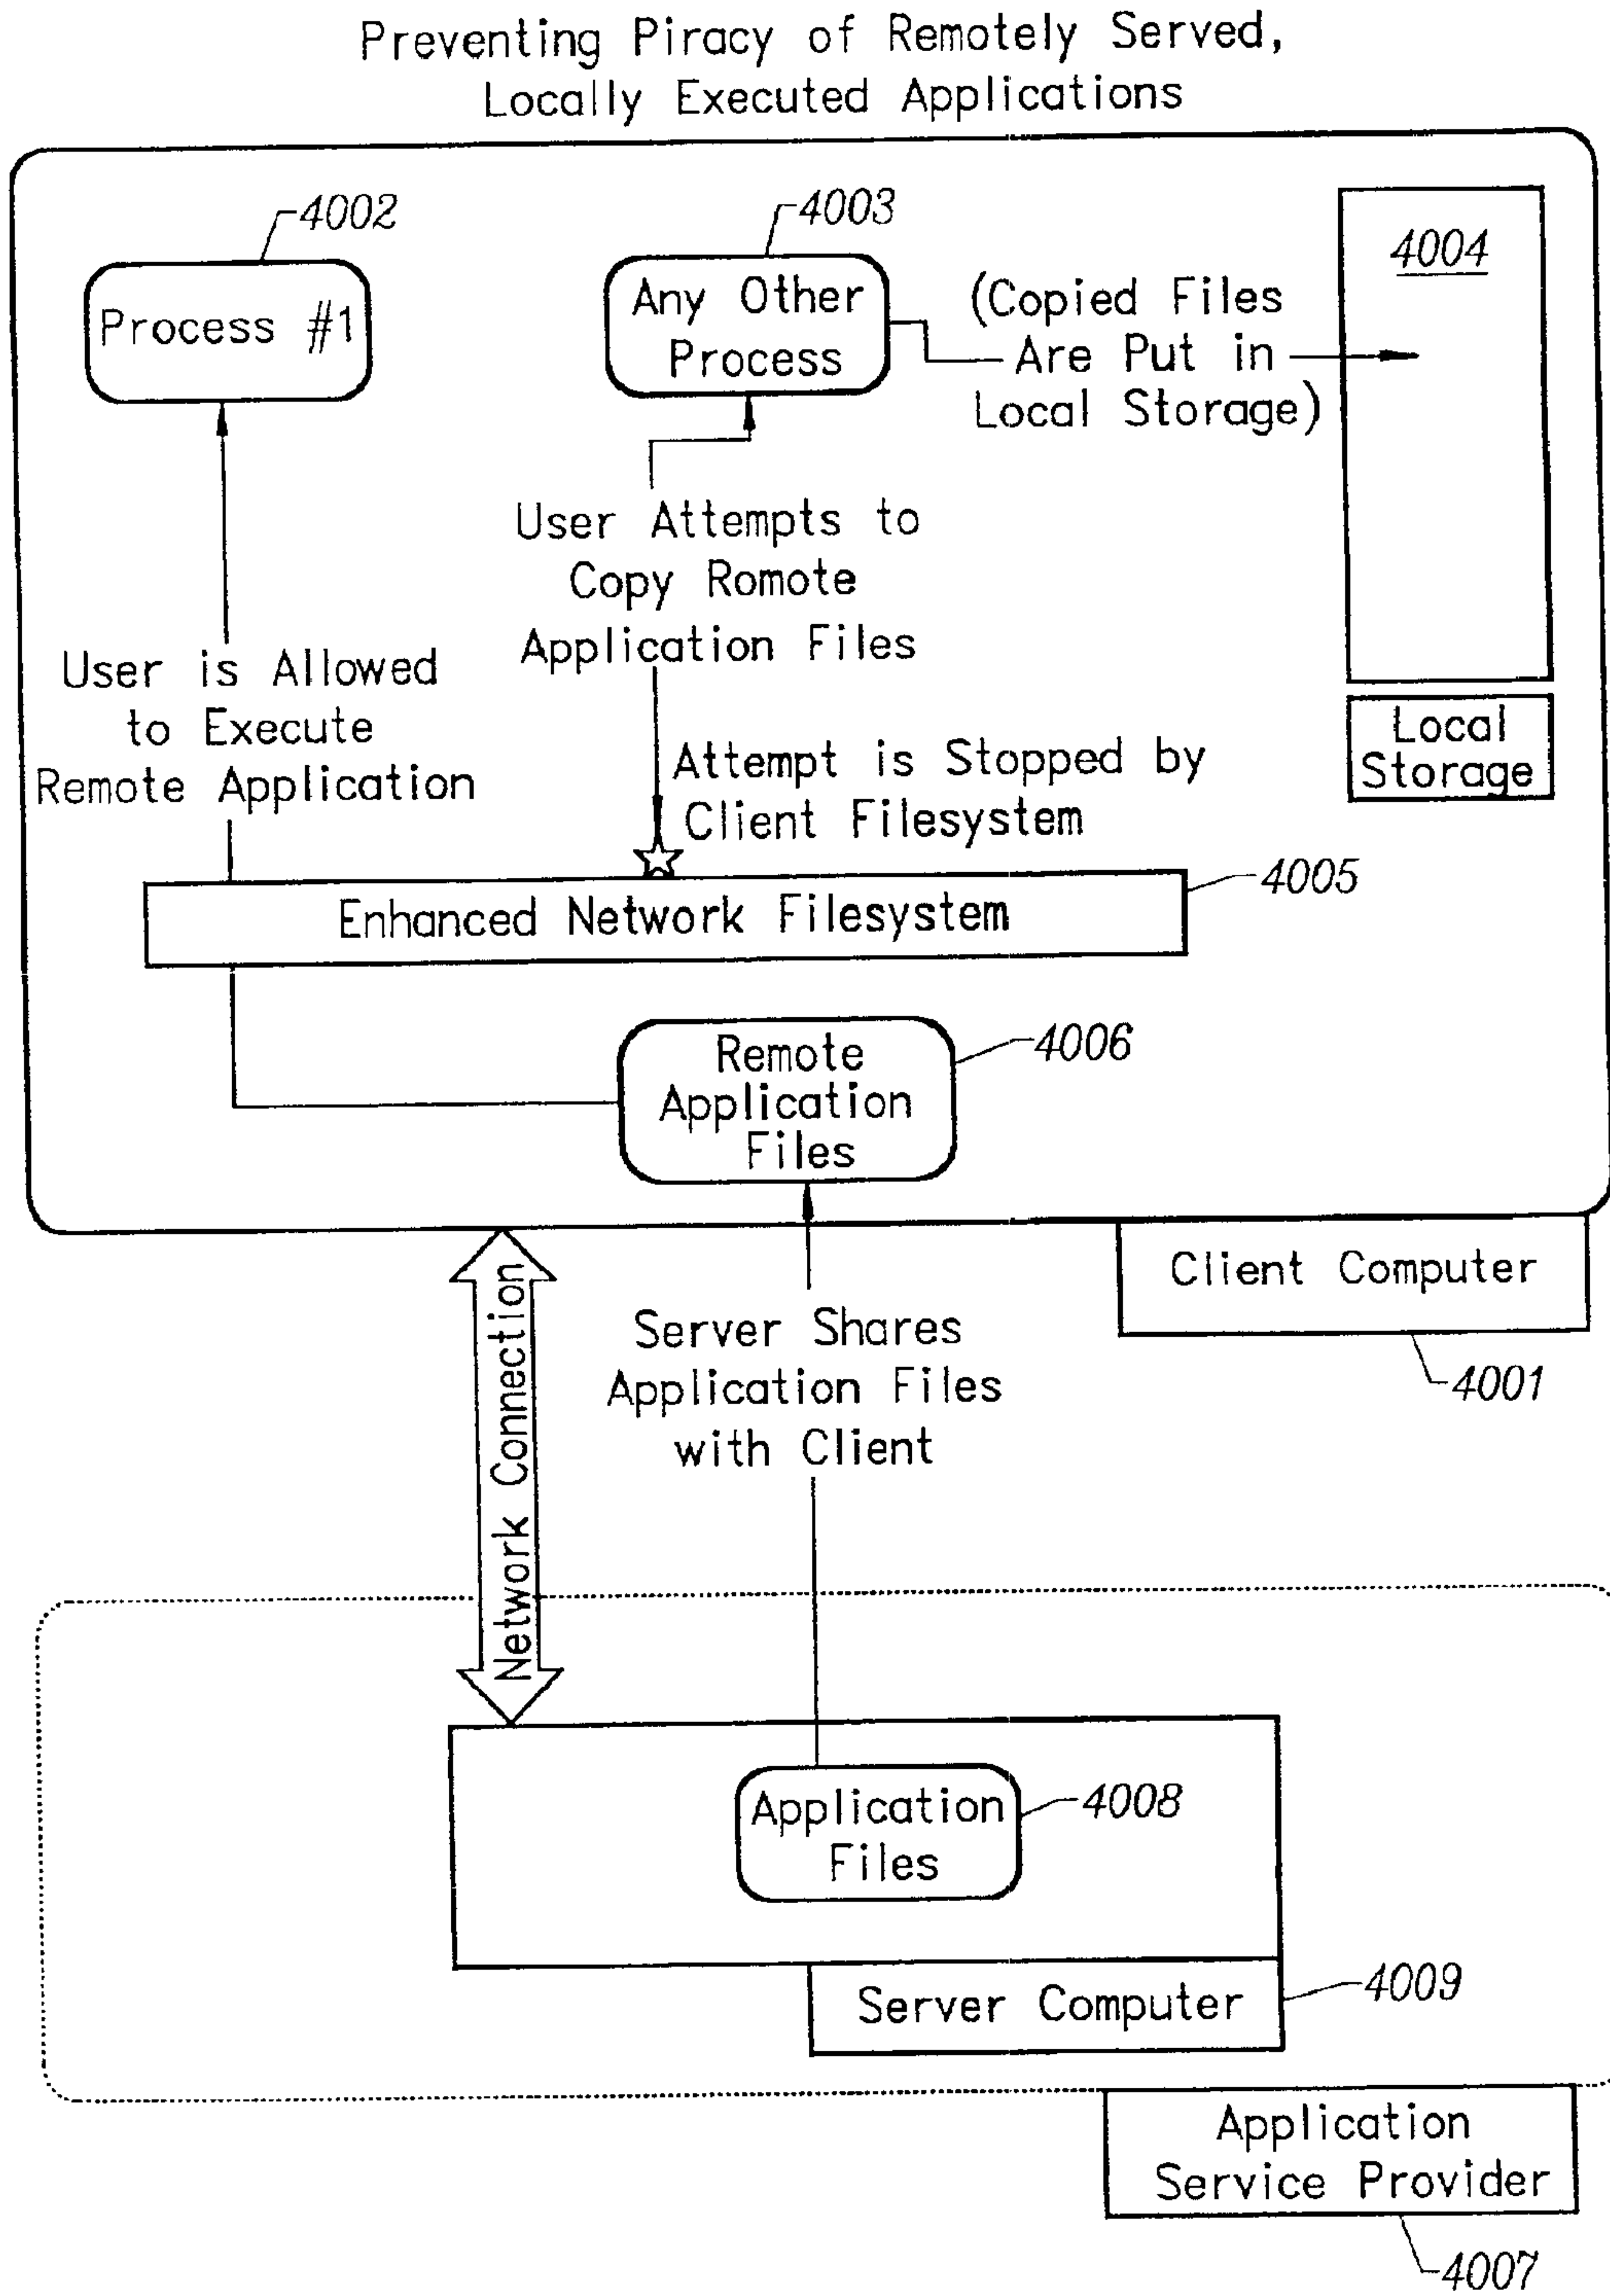 Preventing Piracy of Remotely Served,
Locally Executed Applications
4002
4003
4004
Process #1
Any Other
Process
(Copied Files
Are Put in
Local Storage)
User Attempts to
Copy Romote
Application Files
User is Allowed
to Execute
Remote Application
Local
Storage
Attempt is Stopped by
Client Filesystem
4005
Enhanced Network Filesystem
4006
Remote
Application
Files
Client Computer
4001
Network Connection
Server Shares
Application Files
with Client
Application
Files
4008
Server Computer
4009
Application
Service Provider
4007